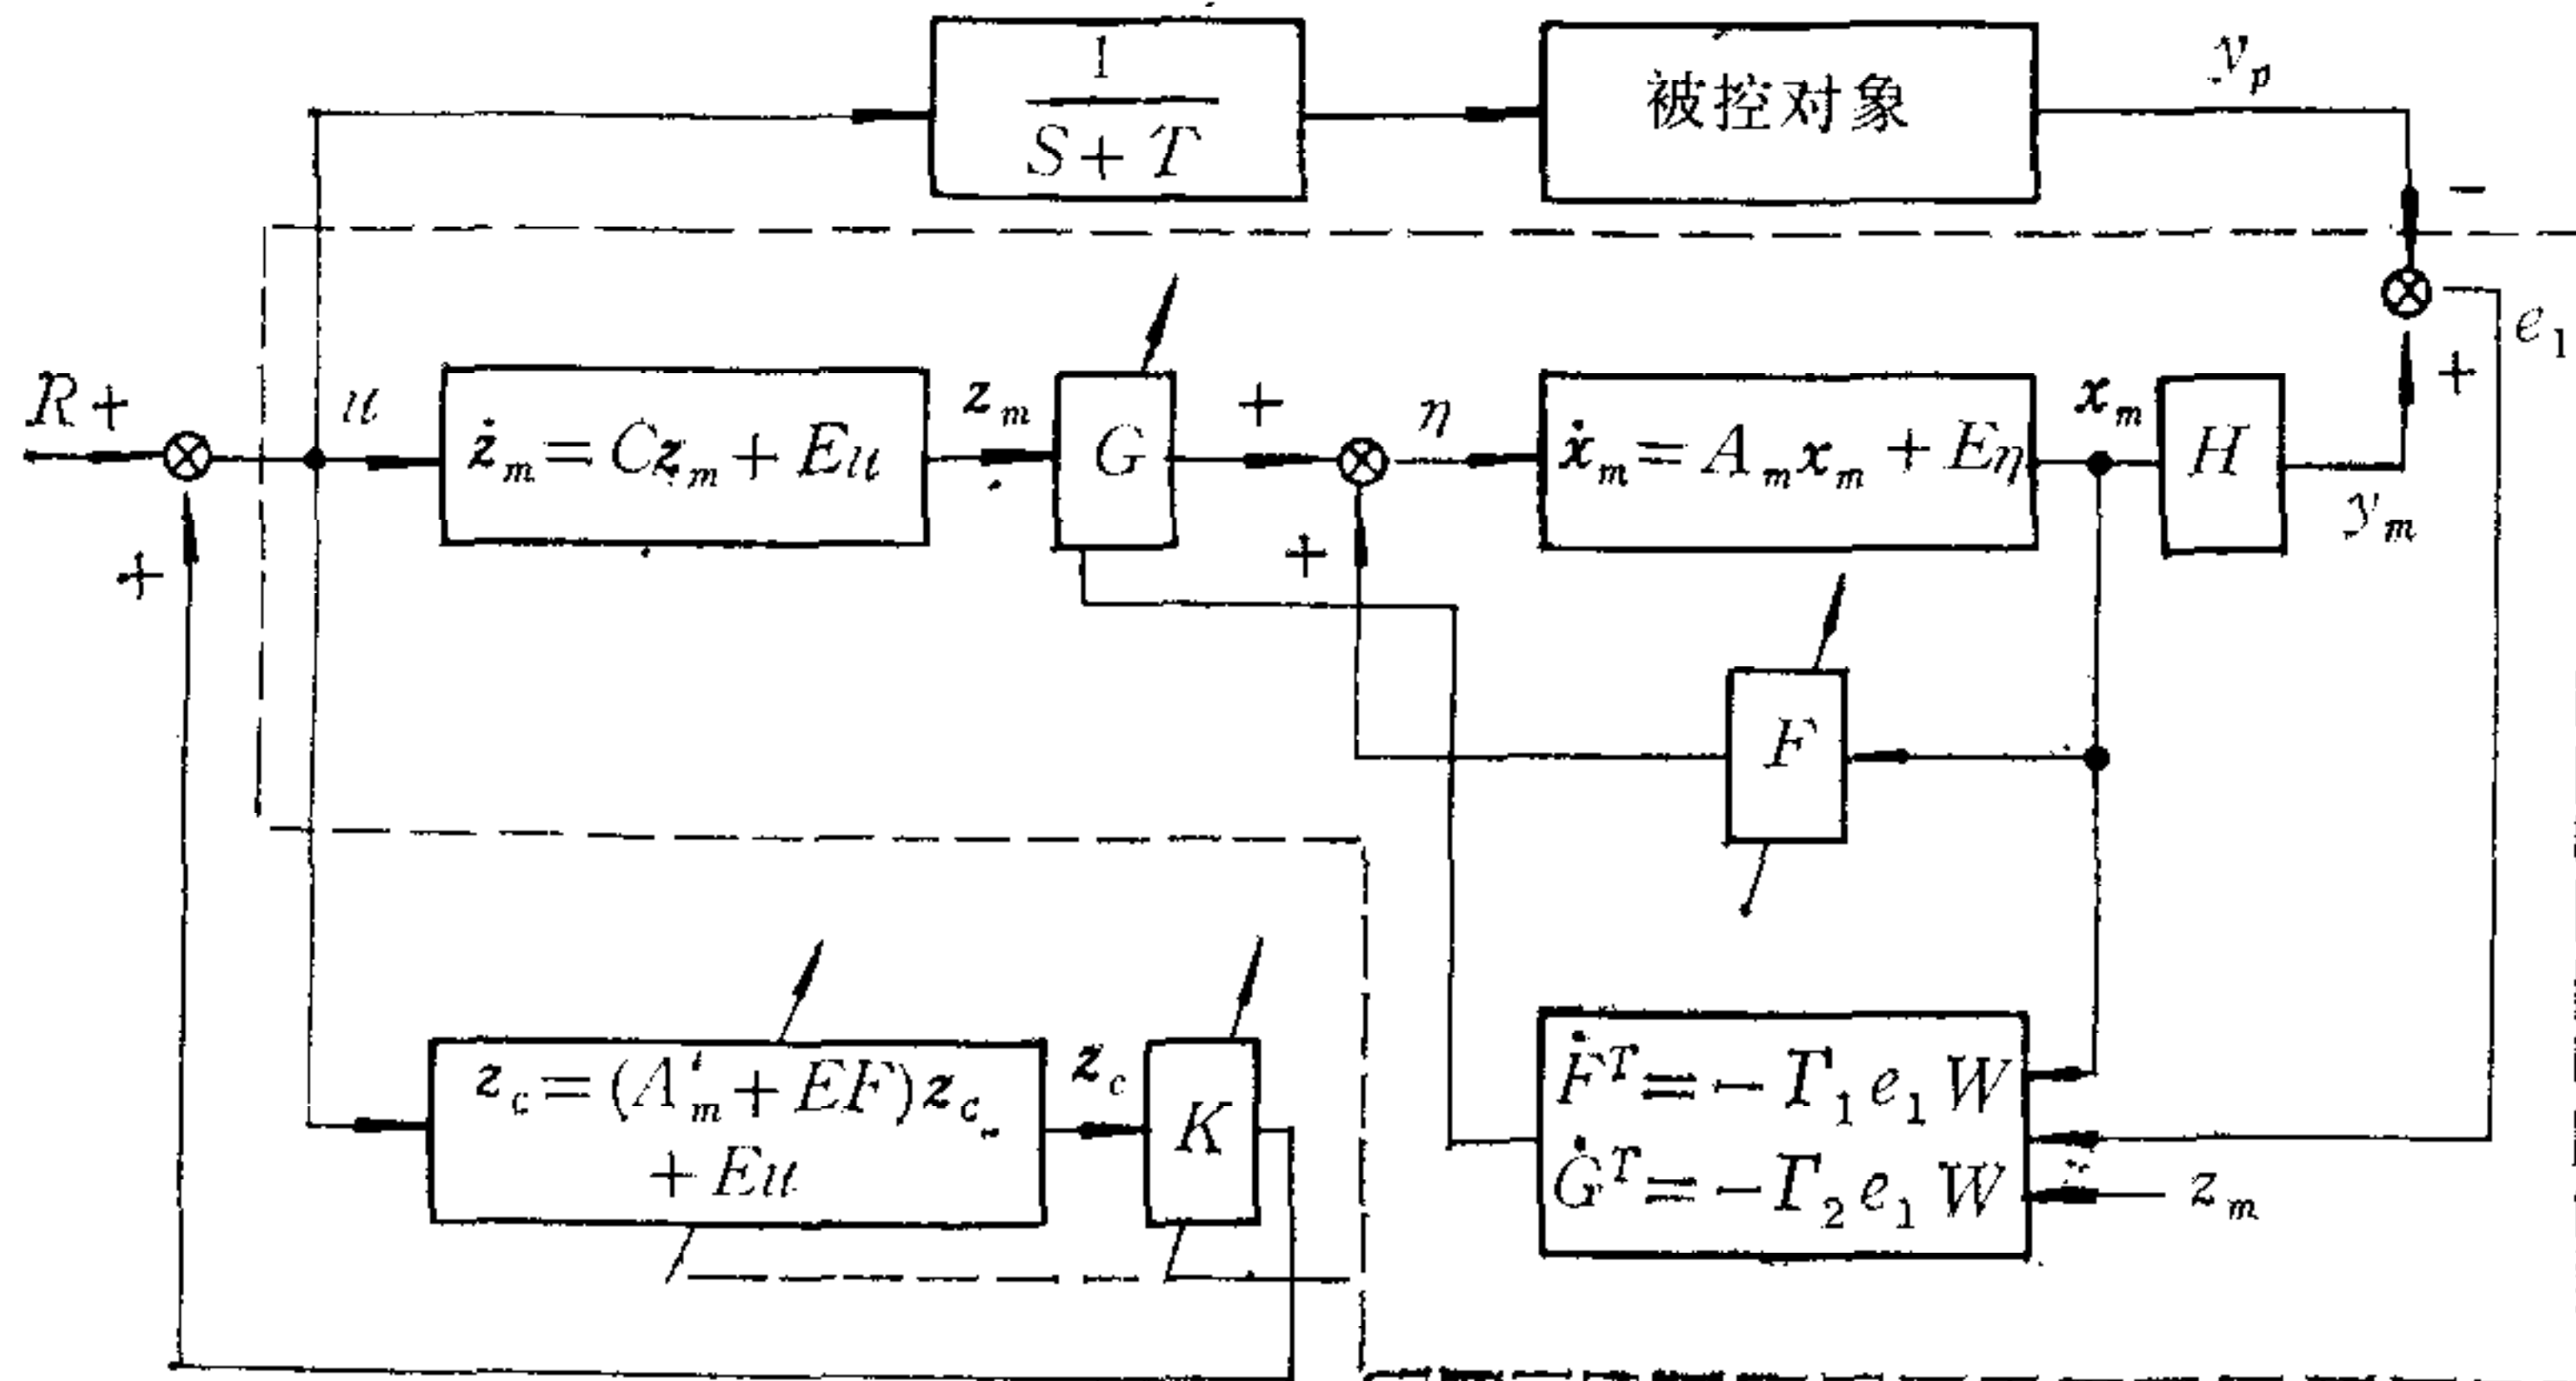 1
S + T
被控对象
y_p
−
e_1
R +
u
ż_m = Cz_m + Eu
z_m
G
+
η
ẋ_m = A_m x_m + Eη
x_m
H
+
y_m
+
+
F
z_c = (A'_m + EF)z_c
+ Eu
z_c
K
Ḟ^T = − Γ_1 e_1 W
Ġ^T = − Γ_2 e_1 W
z_m